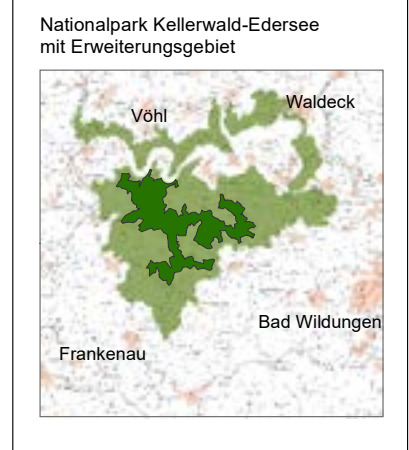 Nationalpark Kellerwald-Edersee
mit Erweiterungsgebiet
Waldeck
Vöhl
Bad Wildungen
Frankenau